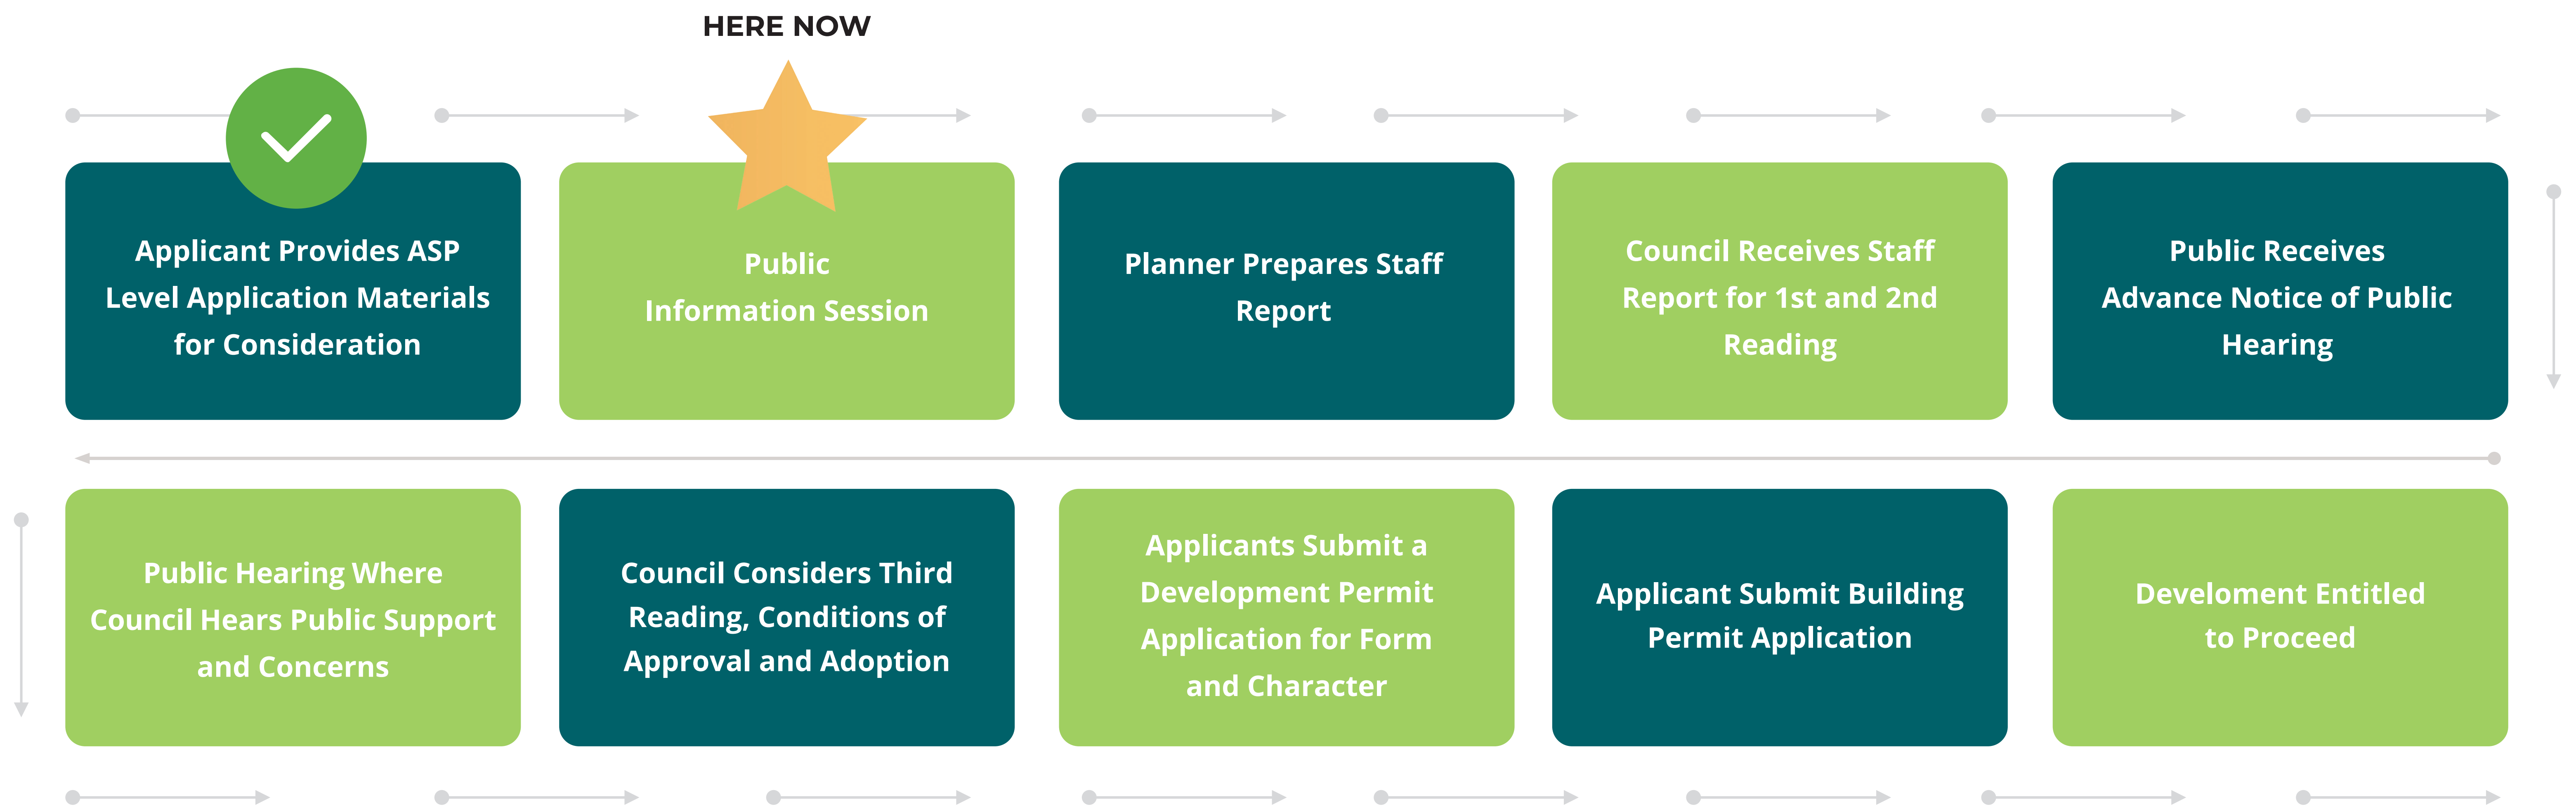 HERE NOW
Applicant Provides ASP
Level Application Materials
for Consideration
Public
Information Session
Planner Prepares Staff
Report
Council Receives Staff
Report for 1st and 2nd
Reading
Public Receives
Advance Notice of Public
Hearing
Public Hearing Where
Council Hears Public Support
and Concerns
Council Considers Third
Reading, Conditions of
Approval and Adoption
Applicants Submit a
Development Permit
Application for Form
and Character
Applicant Submit Building
Permit Application
Develoment Entitled
to Proceed